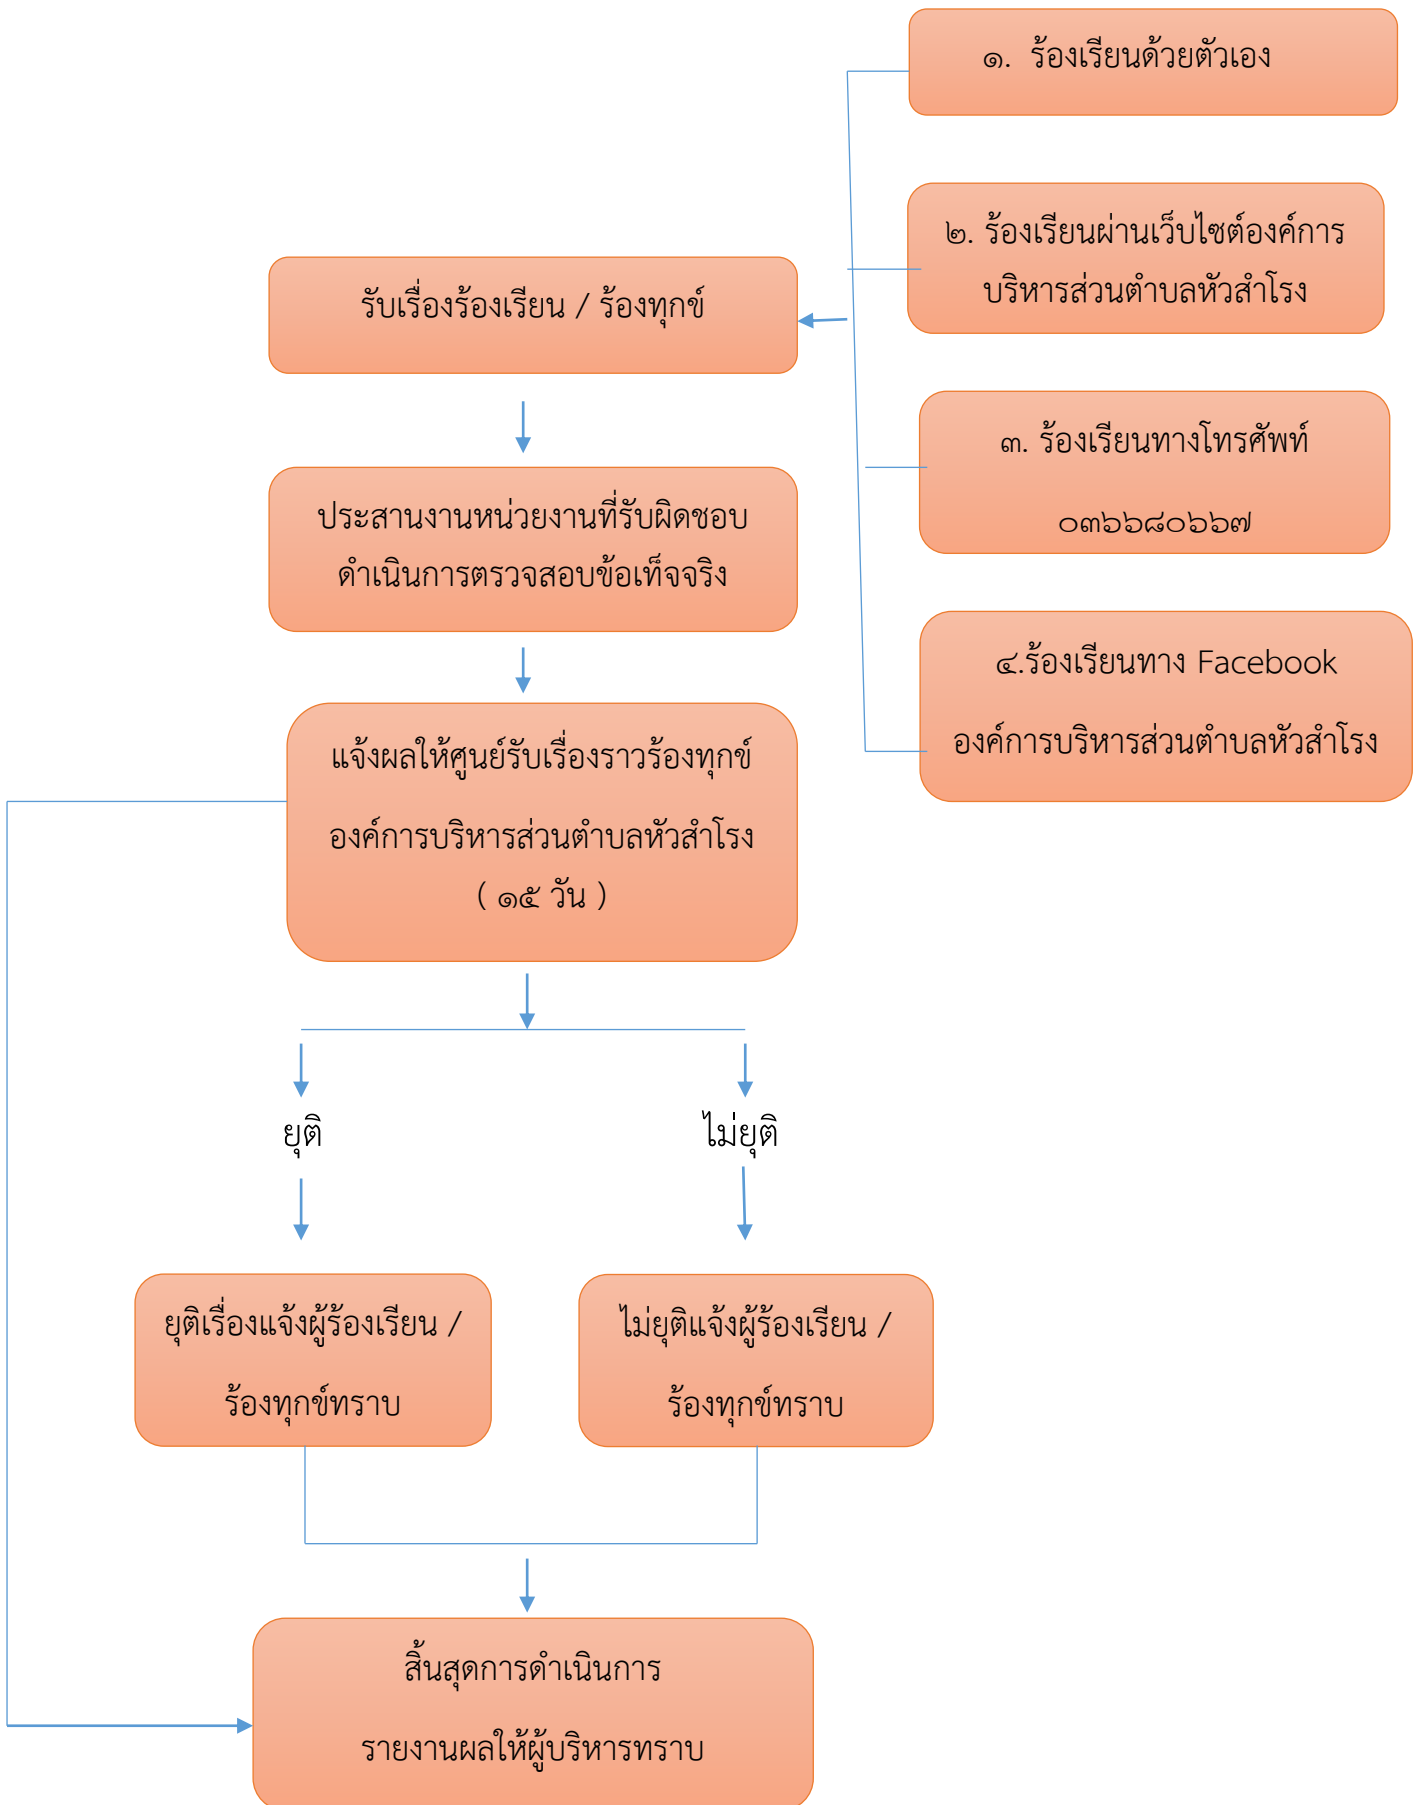 ๑. ร้องเรียนด้วยตัวเอง
๒. ร้องเรียนผ่านเว็บไซต์องค์การ
บริหารส่วนตำบลหัวสำโรง
รับเรื่องร้องเรียน / ร้องทุกข์
๓. ร้องเรียนทางโทรศัพท์
๐๓๖๖๘๐๖๖๗
ประสานงานหน่วยงานที่รับผิดชอบ
ดำเนินการตรวจสอบข้อเท็จจริง
๔.ร้องเรียนทาง Facebook
องค์การบริหารส่วนตำบลหัวสำโรง
แจ้งผลให้ศูนย์รับเรื่องราวร้องทุกข์
องค์การบริหารส่วนตำบลหัวสำโรง
( ๑๕ วัน )
ยุติ
ไม่ยุติ
ยุติเรื่องแจ้งผู้ร้องเรียน /
ร้องทุกข์ทราบ
ไม่ยุติแจ้งผู้ร้องเรียน /
ร้องทุกข์ทราบ
สิ้นสุดการดำเนินการ
รายงานผลให้ผู้บริหารทราบ